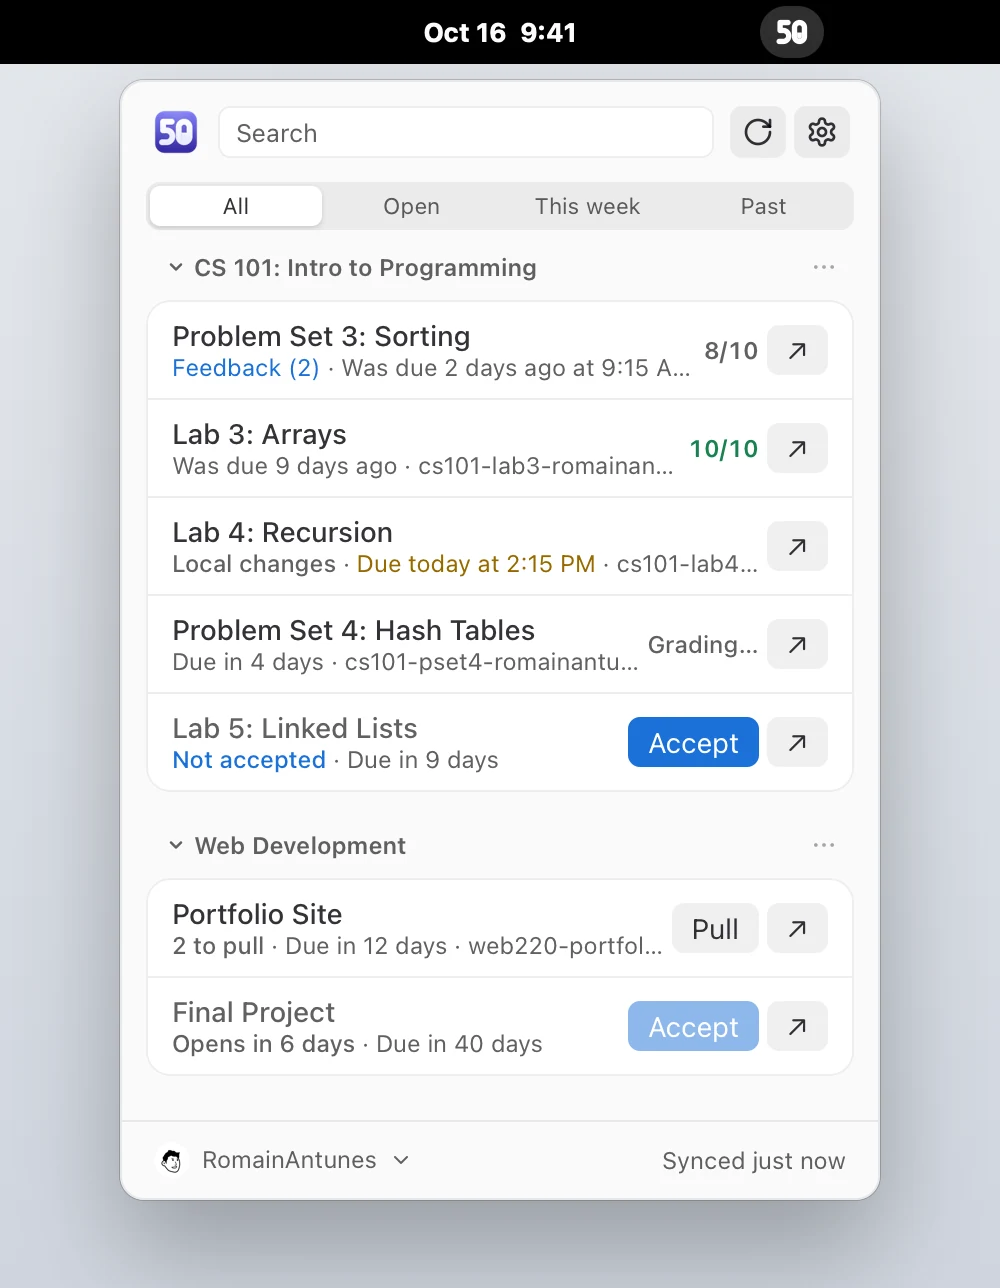 Oct 16 9:41 50
50 Search
All Open This week Past
CS 101: Intro to Programming ...
Problem Set 3: Sorting
Feedback (2) · Was due 2 days ago at 9:15 A...
8/10
Lab 3: Arrays
Was due 9 days ago · cs101-lab3-romainan...
10/10
Lab 4: Recursion
Local changes · Due today at 2:15 PM · cs101-lab4...
Problem Set 4: Hash Tables
Due in 4 days · cs101-pset4-romainantu...
Grading...
Lab 5: Linked Lists
Not accepted · Due in 9 days
Accept
Web Development ...
Portfolio Site
2 to pull · Due in 12 days · web220-portfol...
Pull
Final Project
Opens in 6 days · Due in 40 days
Accept
RomainAntunes Synced just now